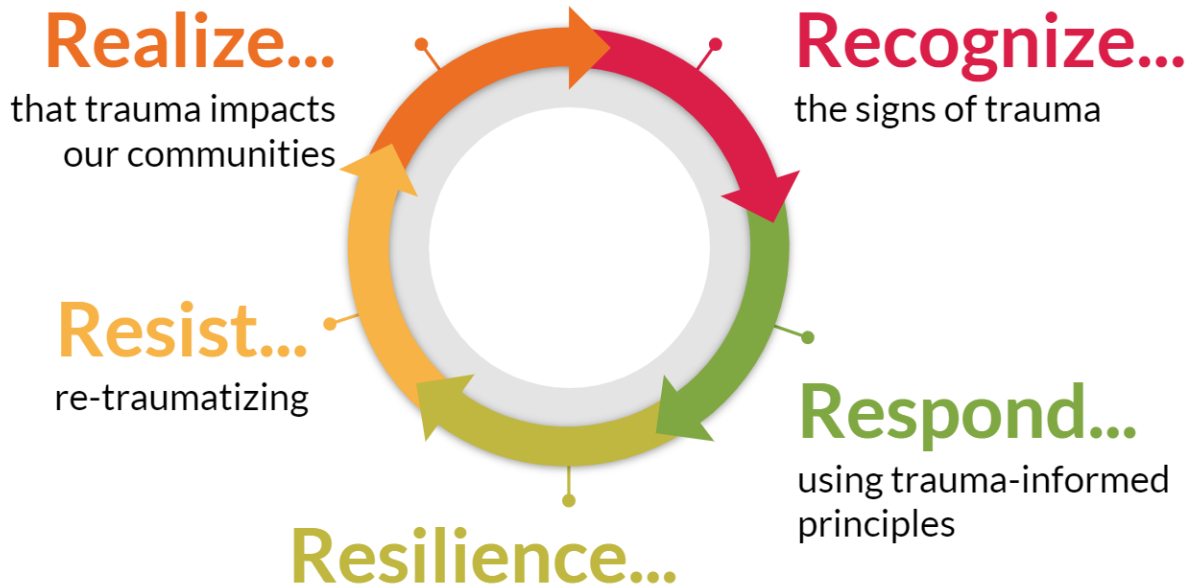 Realize...
that trauma impacts
our communities
Recognize...
the signs of trauma
Respond...
using trauma-informed
principles
Resilience...
Resist...
re-traumatizing